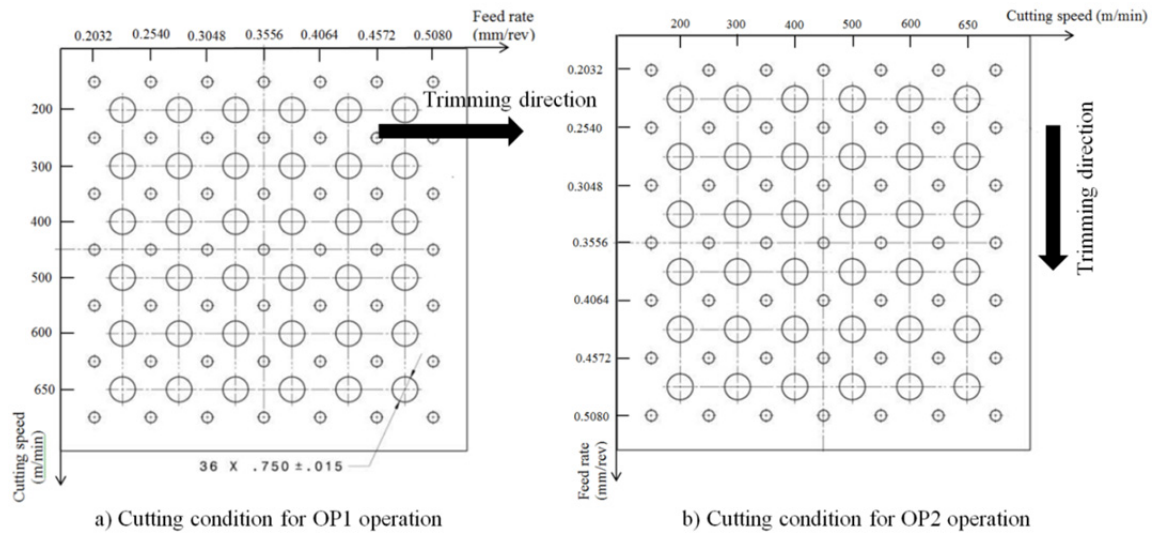 Feed rate
(mm/rev)
0.2032 0.2540 0.3048 0.3556 0.4064 0.4572 0.5080
200
300
400
500
600
650
Trimming direction
Cutting speed
(m/min)
36 X .750 ±.015
a) Cutting condition for OP1 operation
Cutting speed (m/min)
200 300 400 500 600 650
0.2032
0.2540
0.3048
0.3556
0.4064
0.4572
0.5080
Trimming direction
Feed rate
(mm/rev)
b) Cutting condition for OP2 operation